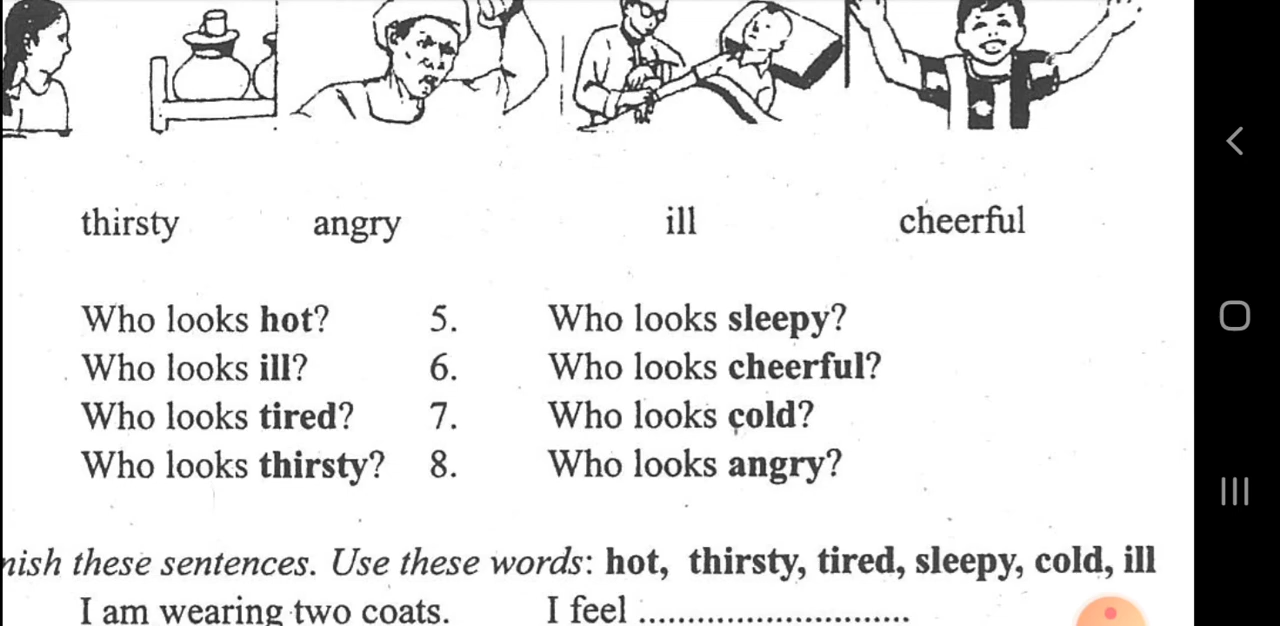 thirsty angry ill cheerful
Who looks hot? 5. Who looks sleepy?
Who looks ill? 6. Who looks cheerful?
Who looks tired? 7. Who looks cold?
Who looks thirsty? 8. Who looks angry?
nish these sentences. Use these words: hot, thirsty, tired, sleepy, cold, ill
I am wearing two coats. I feel ...........................